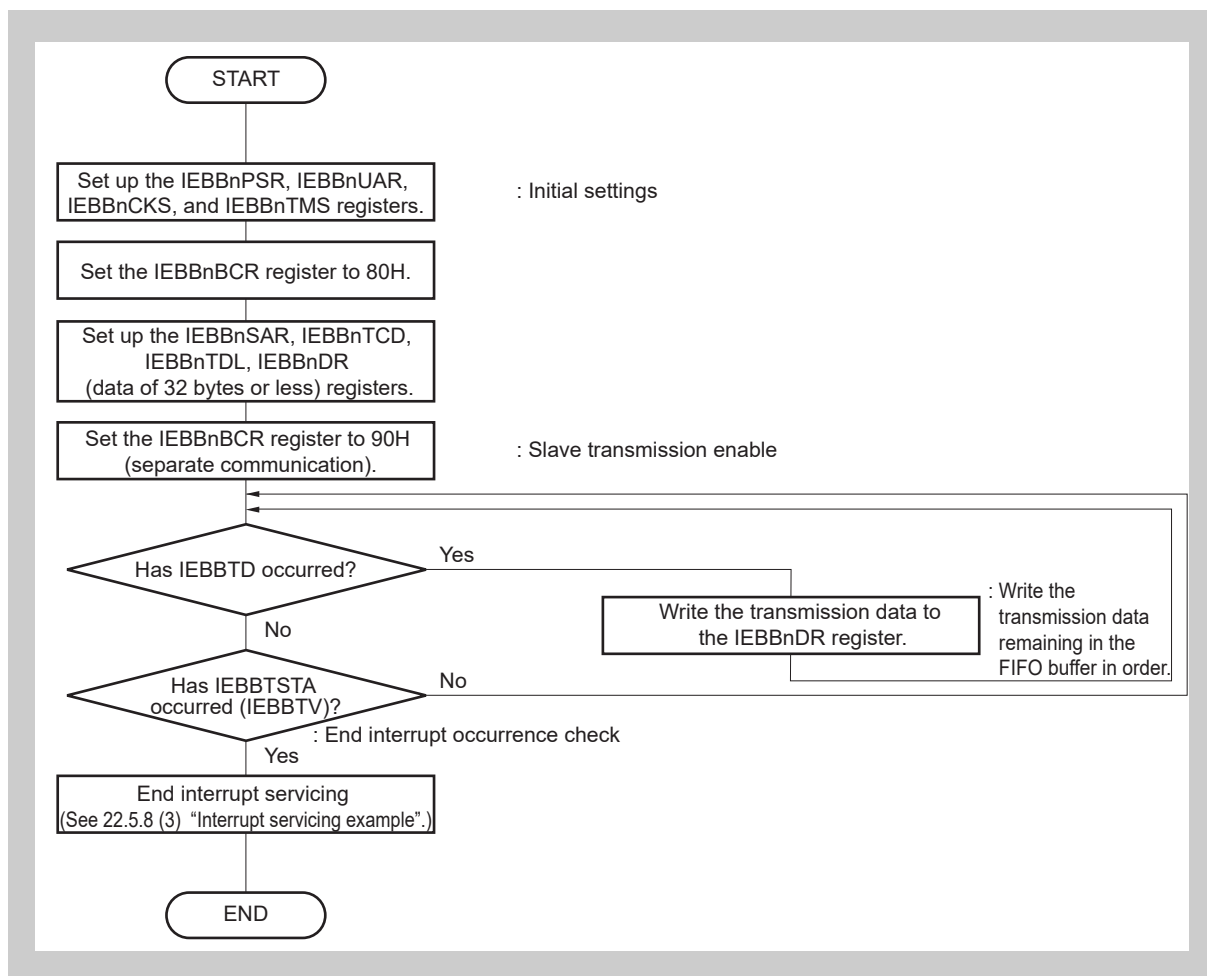 START
Set up the IEBBnPSR, IEBBnUAR,
IEBBnCKS, and IEBBnTMS registers.
: Initial settings
Set the IEBBnBCR register to 80H.
Set up the IEBBnSAR, IEBBnTCD,
IEBBnTDL, IEBBnDR
(data of 32 bytes or less) registers.
Set the IEBBnBCR register to 90H
(separate communication).
: Slave transmission enable
Has IEBBTD occurred?
Yes
Write the transmission data to
the IEBBnDR register.
: Write the
transmission data
remaining in the
FIFO buffer in order.
No
Has IEBBTSTA
occurred (IEBBTV)?
No
: End interrupt occurrence check
Yes
End interrupt servicing
(See 22.5.8 (3) “Interrupt servicing example”.)
END